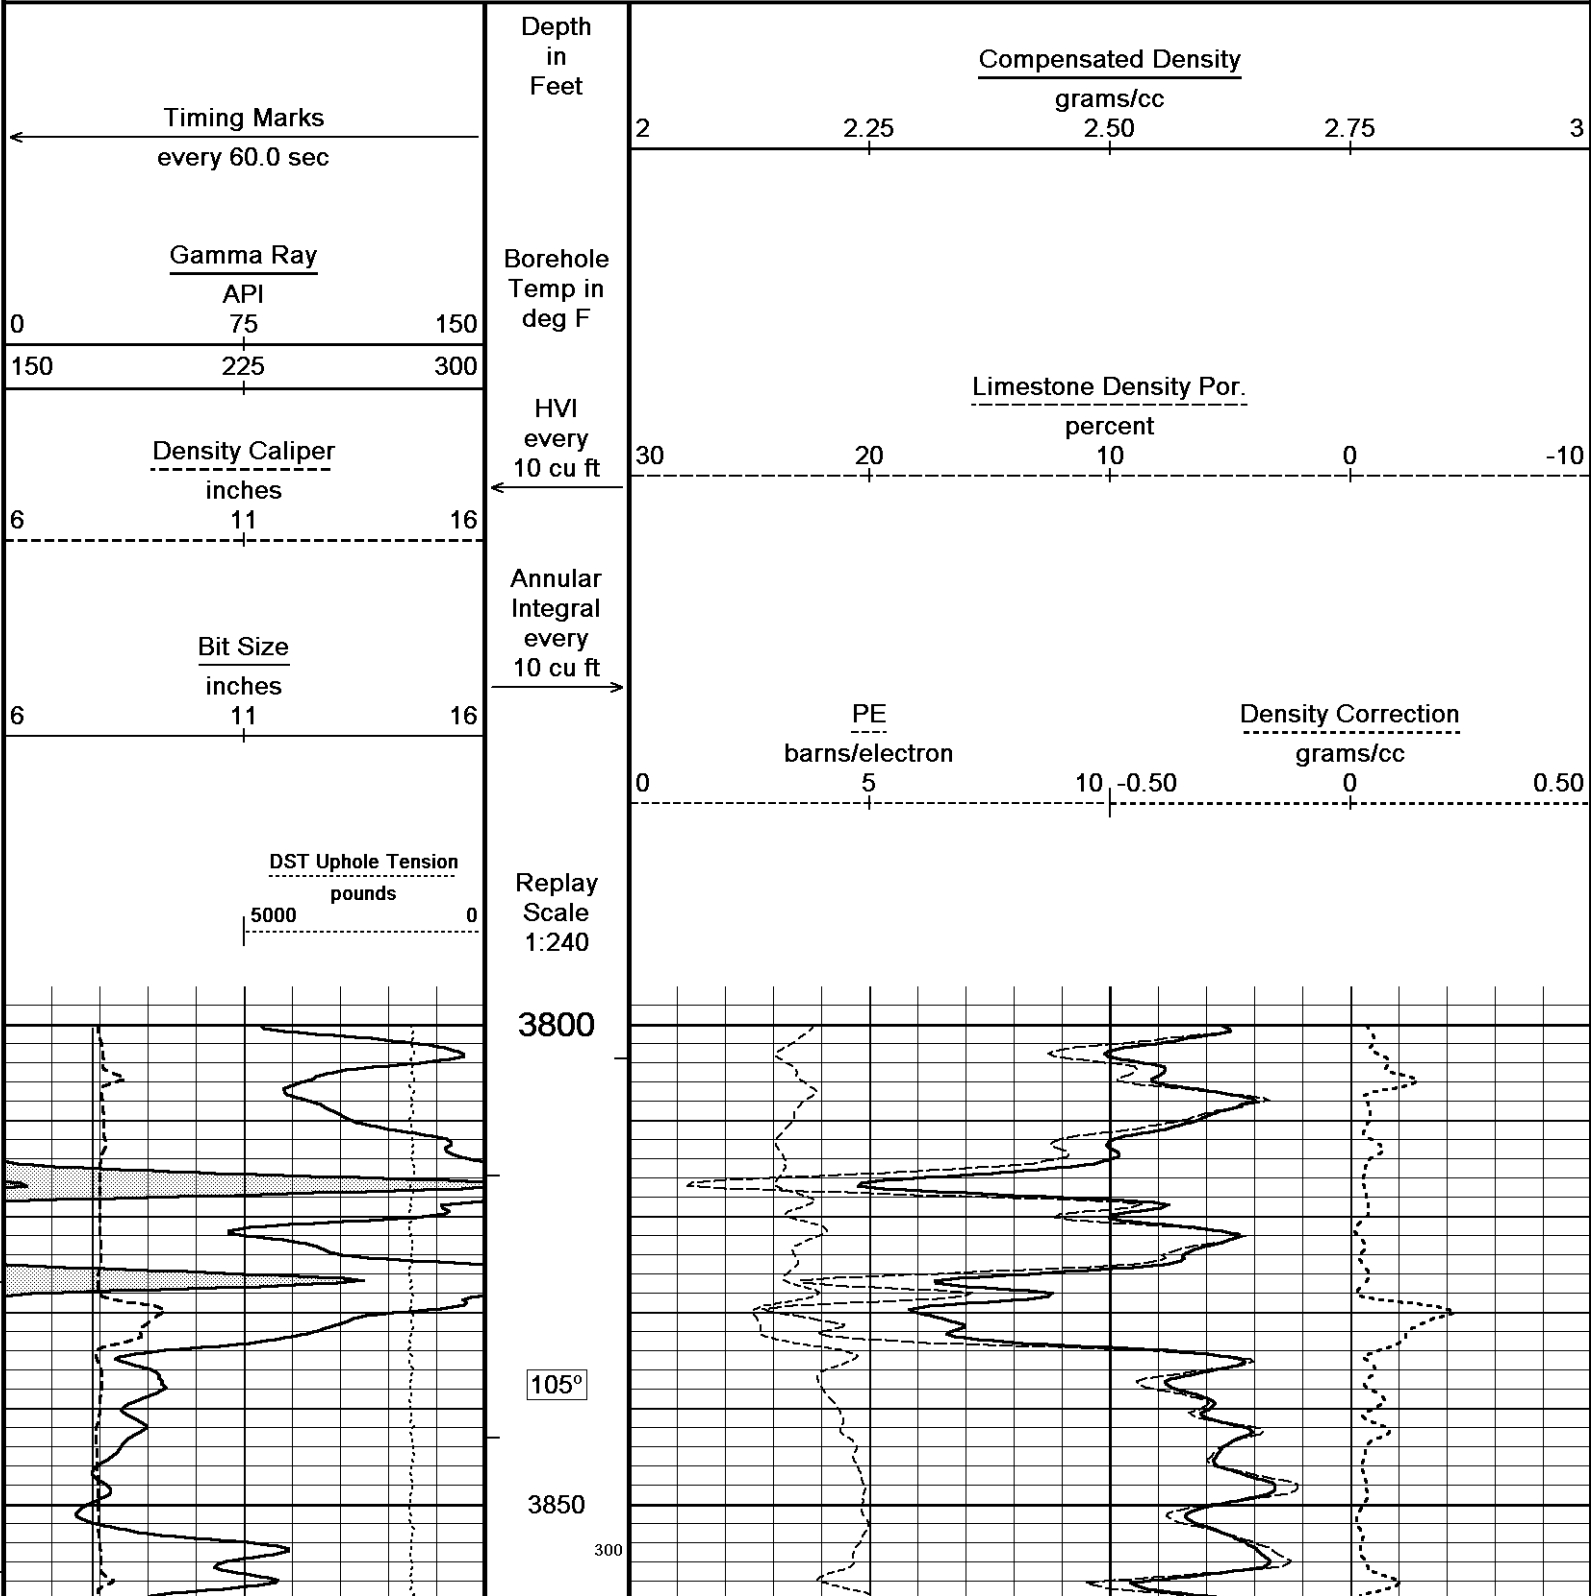 Timing Marks
every 60.0 sec
Gamma Ray
API
0 75 150
150 225 300
Density Caliper
inches
6 11 16
Bit Size
inches
6 11 16
DST Uphole Tension
pounds
5000 0
Depth
in
Feet
Borehole
Temp in
deg F
HVI
every
10 cu ft
Annular
Integral
every
10 cu ft
Replay
Scale
1:240
Compensated Density
grams/cc
2 2.25 2.50 2.75 3
Limestone Density Por.
percent
30 20 10 0 -10
PE
barns/electron
0 5 10
Density Correction
grams/cc
-0.50 0 0.50
3800
105º
3850
300